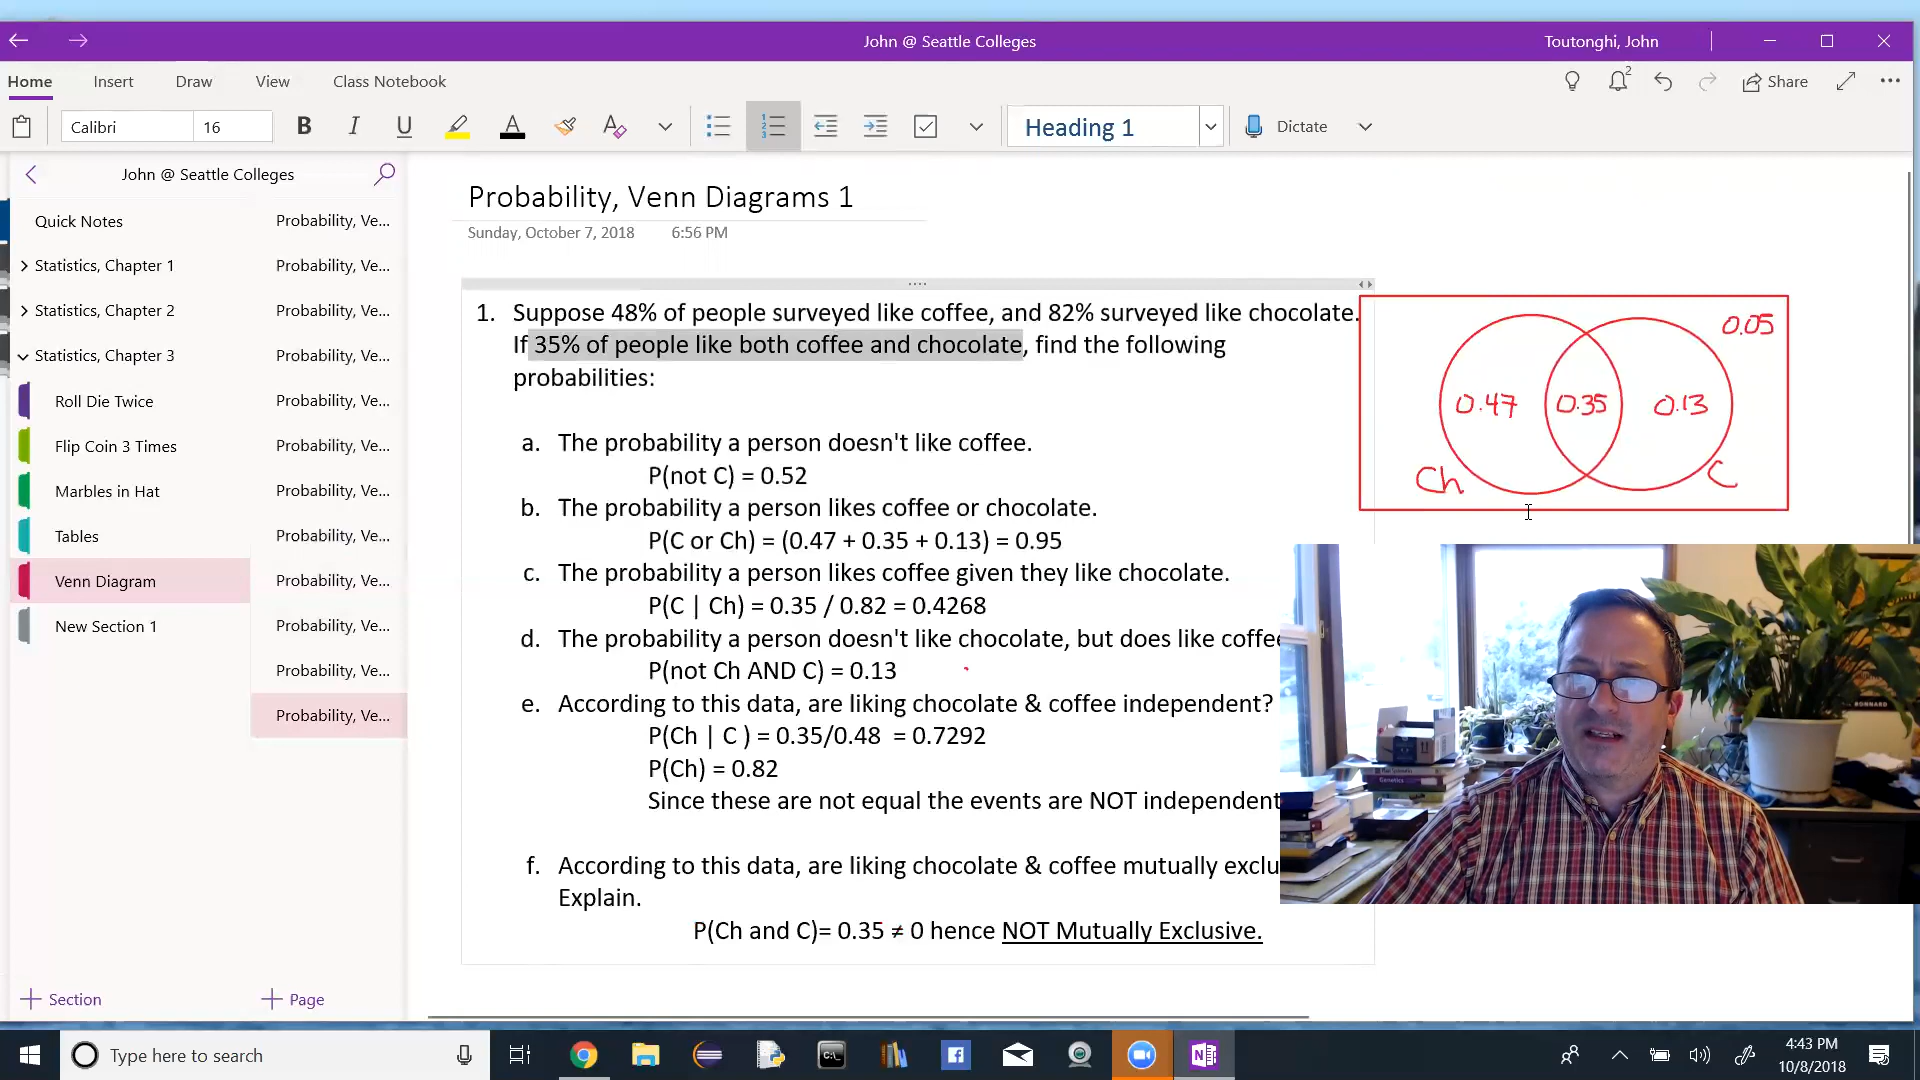 John @ Seattle Colleges
Toutonghi, John
Home Insert Draw View Class Notebook
2
Share
Calibri 16
B I U A A
Heading 1
Dictate
John @ Seattle Colleges
Quick Notes
Statistics, Chapter 1
Statistics, Chapter 2
Statistics, Chapter 3
Roll Die Twice
Flip Coin 3 Times
Marbles in Hat
Tables
Venn Diagram
New Section 1
Section
Probability, Ve...
Probability, Ve...
Probability, Ve...
Probability, Ve...
Probability, Ve...
Probability, Ve...
Probability, Ve...
Probability, Ve...
Probability, Ve...
Probability, Ve...
Probability, Ve...
Probability, Ve...
Page
Probability, Venn Diagrams 1
Sunday, October 7, 2018 6:56 PM
1. Suppose 48% of people surveyed like coffee, and 82% surveyed like chocolate.
If 35% of people like both coffee and chocolate, find the following
probabilities:
a. The probability a person doesn't like coffee.
P(not C) = 0.52
b. The probability a person likes coffee or chocolate.
P(C or Ch) = (0.47 + 0.35 + 0.13) = 0.95
c. The probability a person likes coffee given they like chocolate.
P(C | Ch) = 0.35 / 0.82 = 0.4268
d. The probability a person doesn't like chocolate, but does like coffe
P(not Ch AND C) = 0.13
e. According to this data, are liking chocolate & coffee independent?
P(Ch | C ) = 0.35/0.48 = 0.7292
P(Ch) = 0.82
Since these are not equal the events are NOT independent
f. According to this data, are liking chocolate & coffee mutually exclu
Explain.
P(Ch and C)= 0.35 ≠ 0 hence NOT Mutually Exclusive.
0.05
0.47 0.35 0.13
Ch C
Genetics
BONNARD
Type here to search
4:43 PM
10/8/2018